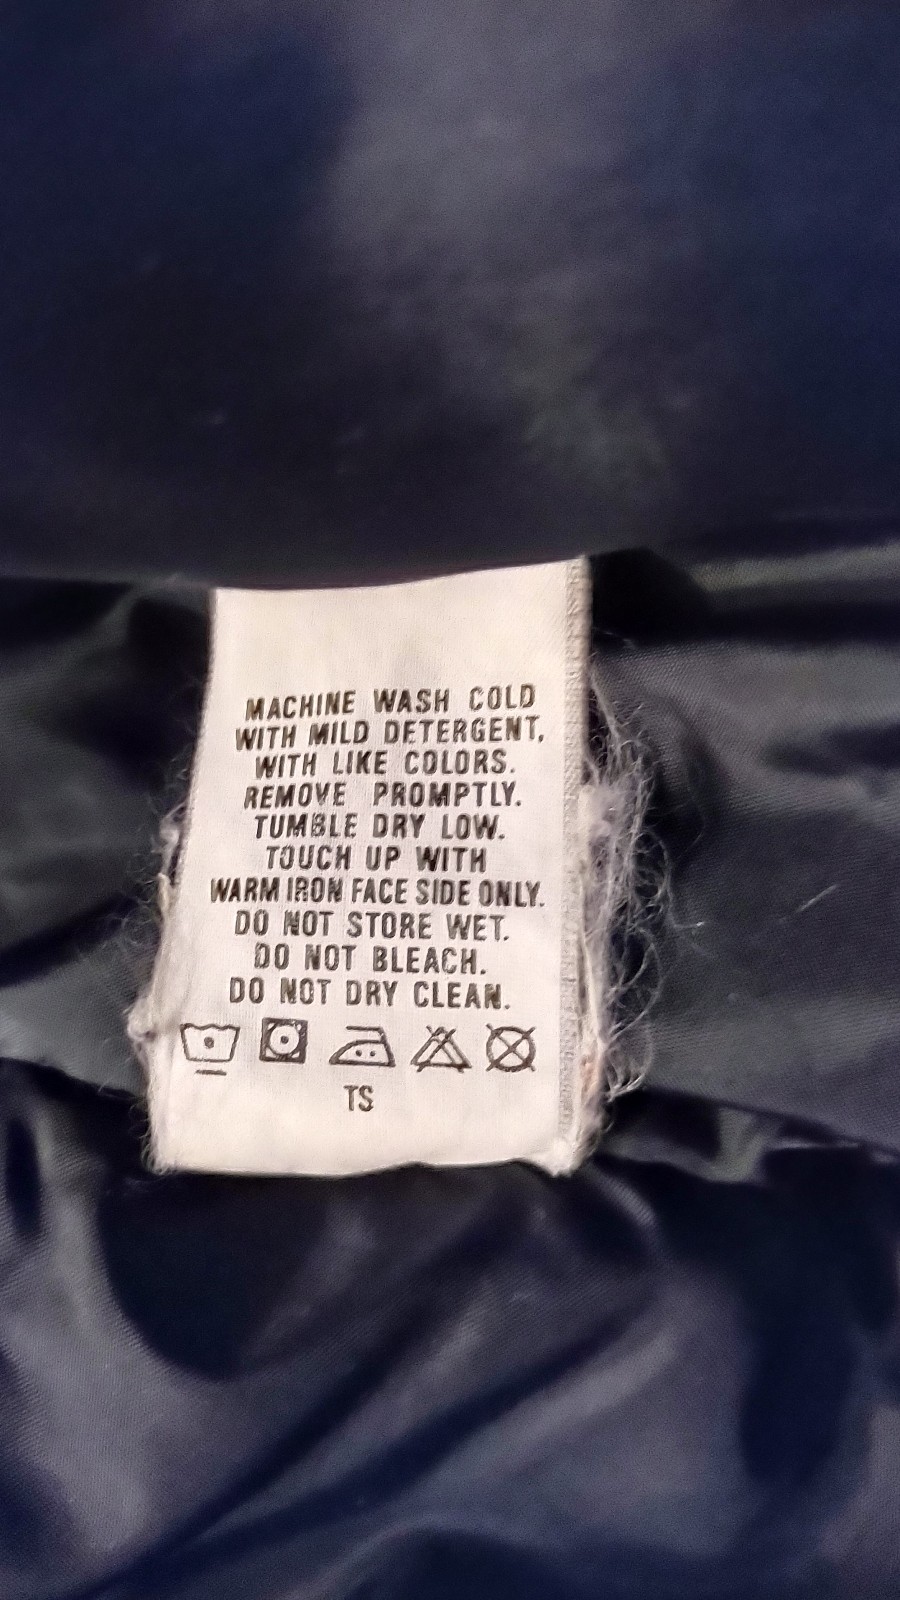 MACHINE WASH COLD
WITH MILD DETERGENT,
WITH LIKE COLORS.
REMOVE PROMPTLY.
TUMBLE DRY LOW.
TOUCH UP WITH
WARM IRON FACE SIDE ONLY.
DO NOT STORE WET.
DO NOT BLEACH.
DO NOT DRY CLEAN.
TS